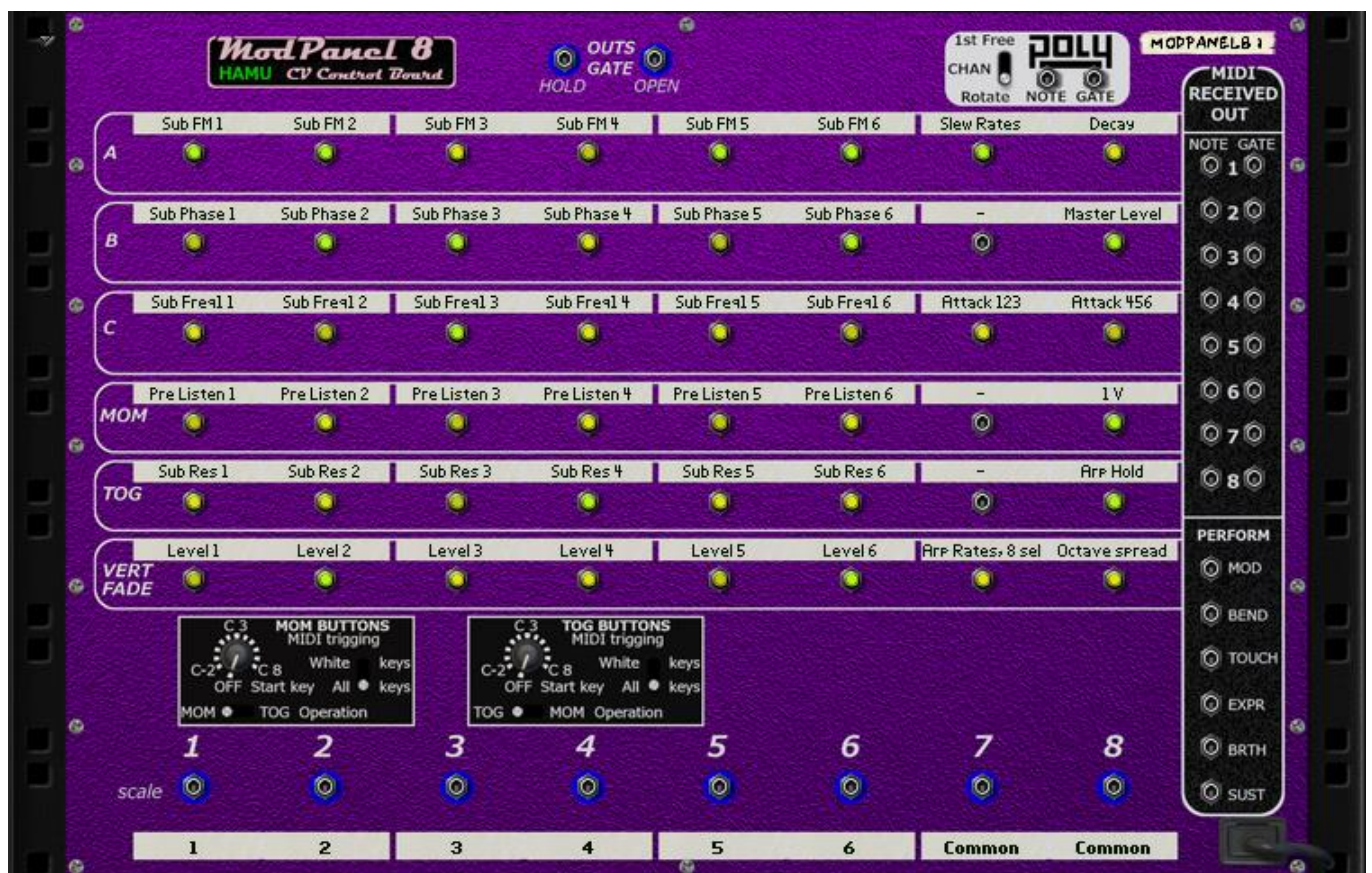 ModPanel 8
HAMU CV Control Board
OUTS
GATE
HOLD OPEN
1st Free
CHAN
Rotate
POLY
NOTE GATE
MODPANEL8 1
MIDI
RECEIVED
OUT
NOTE GATE
1
2
3
4
5
6
7
8
PERFORM
MOD
BEND
TOUCH
EXPR
BRTH
SUST
A
Sub FM 1 Sub FM 2 Sub FM 3 Sub FM 4 Sub FM 5 Sub FM 6 Slew Rates Decay
B
Sub Phase 1 Sub Phase 2 Sub Phase 3 Sub Phase 4 Sub Phase 5 Sub Phase 6 - Master Level
C
Sub Freq1 1 Sub Freq1 2 Sub Freq1 3 Sub Freq1 4 Sub Freq1 5 Sub Freq1 6 Attack 123 Attack 456
MOM
Pre Listen 1 Pre Listen 2 Pre Listen 3 Pre Listen 4 Pre Listen 5 Pre Listen 6 - 1 V
TOG
Sub Res 1 Sub Res 2 Sub Res 3 Sub Res 4 Sub Res 5 Sub Res 6 - Arp Hold
VERT
FADE
Level 1 Level 2 Level 3 Level 4 Level 5 Level 6 Arp Rates, 8 sel Octave spread
C 3 MOM BUTTONS
MIDI trigging
C-2 C 8 White keys
OFF Start key All keys
MOM TOG Operation
C 3 TOG BUTTONS
MIDI trigging
C-2 C 8 White keys
OFF Start key All keys
TOG MOM Operation
1 2 3 4 5 6 7 8
scale
1 2 3 4 5 6 Common Common